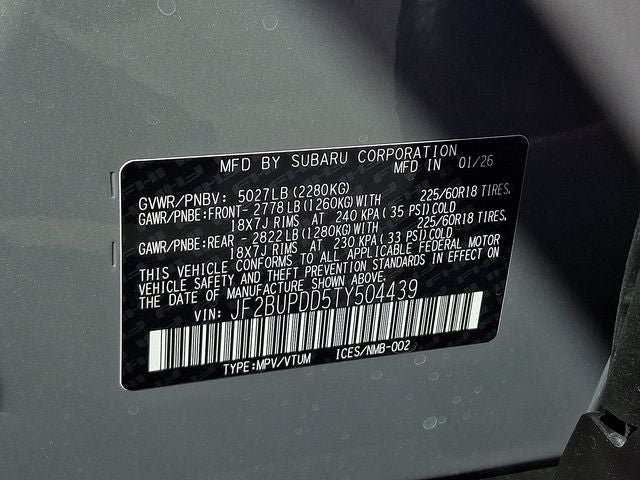 MFD BY SUBARU CORPORATION
MFD IN 01/26
GVWR/PNBV: 5027LB (2280KG)
GAWR/PNBE:FRONT- 2778 LB (1260KG) WITH 225/60R18 TIRES,
18X7J RIMS AT 240 KPA ( 35 PSI) COLD
GAWR/PNBE:REAR - 2822 LB (1280KG) WITH 225/60R18 TIRES,
18X7J RIMS AT 230 KPA ( 33 PSI) COLD
THIS VEHICLE CONFORMS TO ALL APPLICABLE FEDERAL MOTOR
VEHICLE SAFETY AND THEFT PREVENTION STANDARDS IN EFFECT ON
THE DATE OF MANUFACTURE SHOWN ABOVE.
VIN: JF2BUPDD5TY504439
TYPE:MPV/VTUM ICES/NMB-002